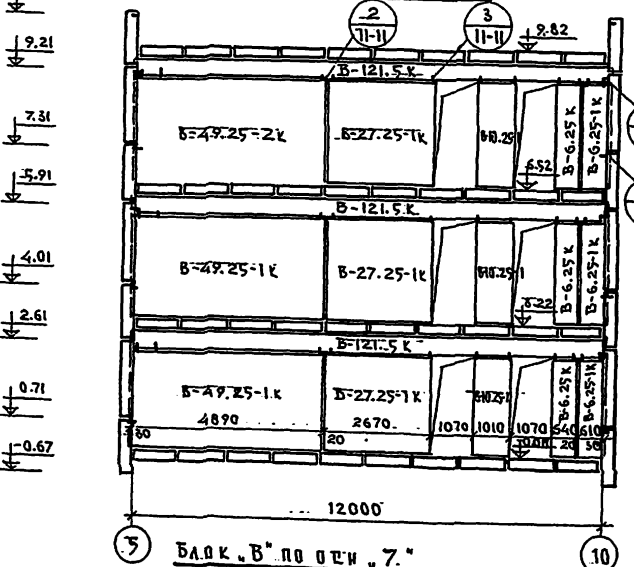 2
11-11
3
11-11
9.82
9.21
В-121.5К
7.31
В-49.25-2К
В-27.25-1К
В-6.25К
В-6.25-1К
6.52
5.91
В-121.5К
4.01
В-49.25-1К
В-27.25-1К
В-6.25К
В-6.25-1К
2.61
В-121.5К
0.71
В-49.25-1К
В-27.25-1К
В-6.25К
В-6.25-1К
4890 2670 1070 1010 1070 540 610
30 20 20 30
-0.67
12000
5
10
БЛОК „В" ПО ОСИ „7."